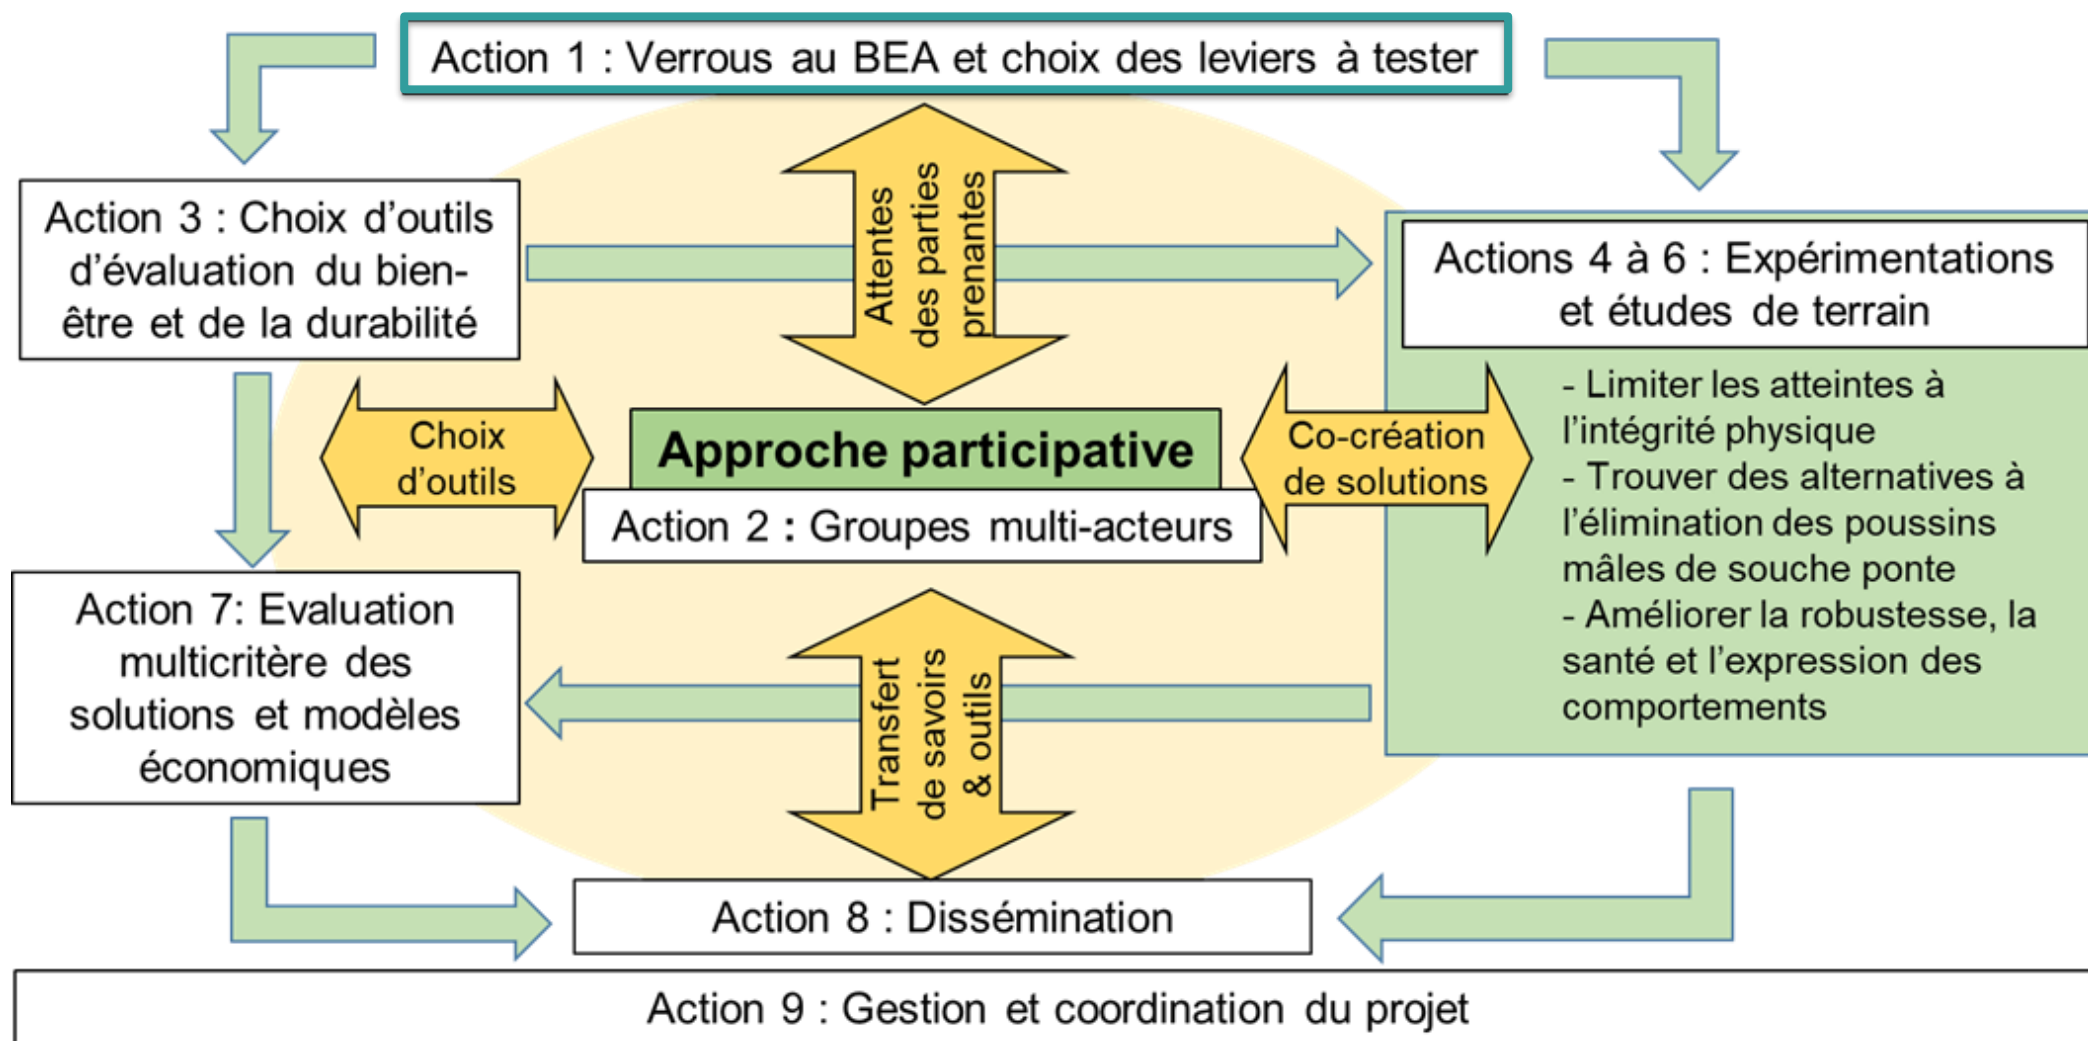 Action 1 : Verrous au BEA et choix des leviers à tester
Action 3 : Choix d’outils
d’évaluation du bien-
être et de la durabilité
Attentes
des parties
prenantes
Actions 4 à 6 : Expérimentations
et études de terrain
- Limiter les atteintes à
l’intégrité physique
- Trouver des alternatives à
l’élimination des poussins
mâles de souche ponte
- Améliorer la robustesse, la
santé et l’expression des
comportements
Choix
d’outils
Approche participative
Action 2 : Groupes multi-acteurs
Co-création
de solutions
Action 7: Evaluation
multicritère des
solutions et modèles
économiques
Transfert
de savoirs
& outils
Action 8 : Dissémination
Action 9 : Gestion et coordination du projet